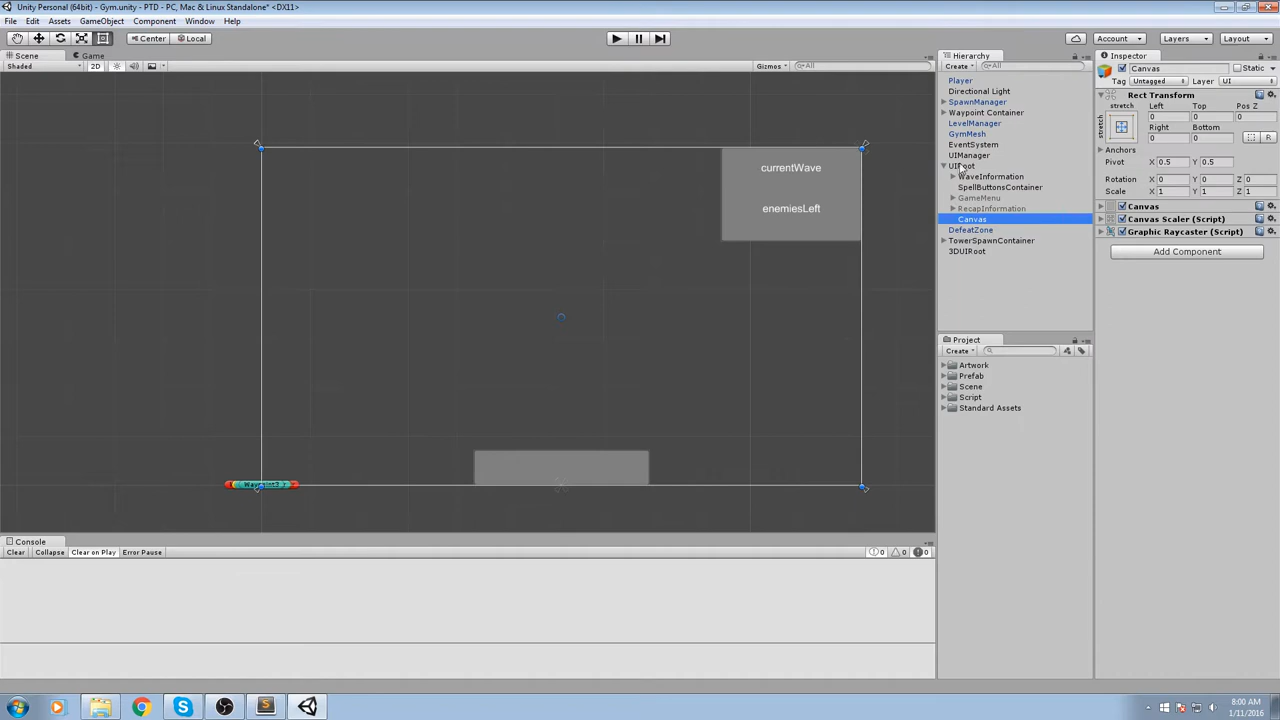 Unity Personal (64bit) - Gym.unity - PTD - PC, Mac & Linux Standalone* <DX11>
File Edit Assets GameObject Component Window Help
Center Local Account Layers Layout
Scene Game
Shaded 2D Gizmos All
currentWave
enemiesLeft
Waypoint3
Hierarchy
Create All
Player
Directional Light
SpawnManager
Waypoint Container
LevelManager
GymMesh
EventSystem
UIManager
UIRoot
WaveInformation
SpellButtonsContainer
GameMenu
RecapInformation
Canvas
DefeatZone
TowerSpawnContainer
3DUIRoot
Project
Create
Artwork
Prefab
Scene
Script
Standard Assets
Inspector
Canvas Static
Tag Untagged Layer UI
Rect Transform
stretch Left Top Pos Z
stretch 0 0 0
Right Bottom
0 0 R
Anchors
Pivot X 0.5 Y 0.5
Rotation X 0 Y 0 Z 0
Scale X 1 Y 1 Z 1
Canvas
Canvas Scaler (Script)
Graphic Raycaster (Script)
Add Component
Console
Clear Collapse Clear on Play Error Pause 0 0 0
8:00 AM
1/11/2016